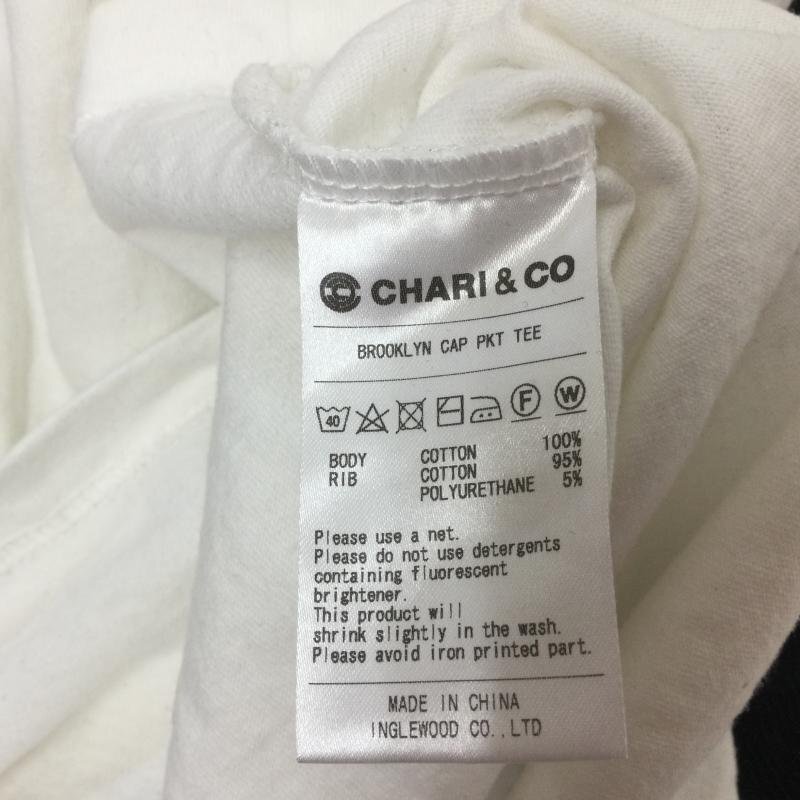 CHARI & CO
BROOKLYN CAP PKT TEE
40 F W
BODY COTTON 100%
RIB COTTON 95%
POLYURETHANE 5%
Please use a net.
Please do not use detergents
containing fluorescent
brightener.
This product will
shrink slightly in the wash.
Please avoid iron printed part.
MADE IN CHINA
INGLEWOOD CO.,LTD